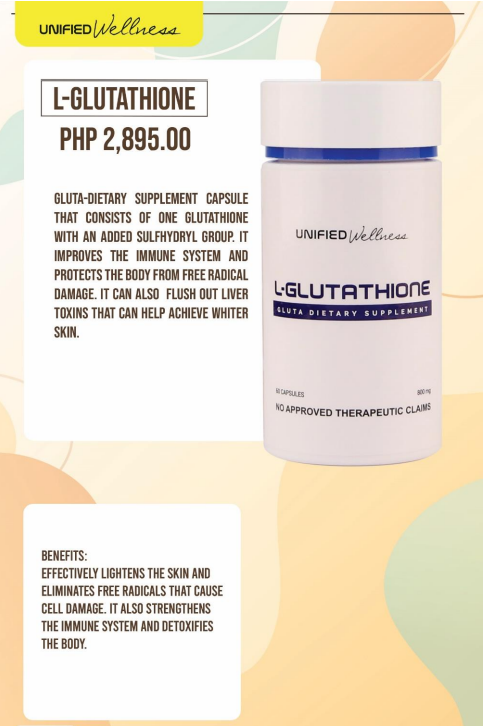 UNIFIED Wellness
L-GLUTATHIONE
PHP 2,895.00
GLUTA-DIETARY SUPPLEMENT CAPSULE
THAT CONSISTS OF ONE GLUTATHIONE
WITH AN ADDED SULFHYDRYL GROUP. IT
IMPROVES THE IMMUNE SYSTEM AND
PROTECTS THE BODY FROM FREE RADICAL
DAMAGE. IT CAN ALSO FLUSH OUT LIVER
TOXINS THAT CAN HELP ACHIEVE WHITER
SKIN.
UNIFIED Wellness
L-GLUTATHIONE
GLUTA DIETARY SUPPLEMENT
60 CAPSULES 600 mg
NO APPROVED THERAPEUTIC CLAIMS
BENEFITS:
EFFECTIVELY LIGHTENS THE SKIN AND
ELIMINATES FREE RADICALS THAT CAUSE
CELL DAMAGE. IT ALSO STRENGTHENS
THE IMMUNE SYSTEM AND DETOXIFIES
THE BODY.